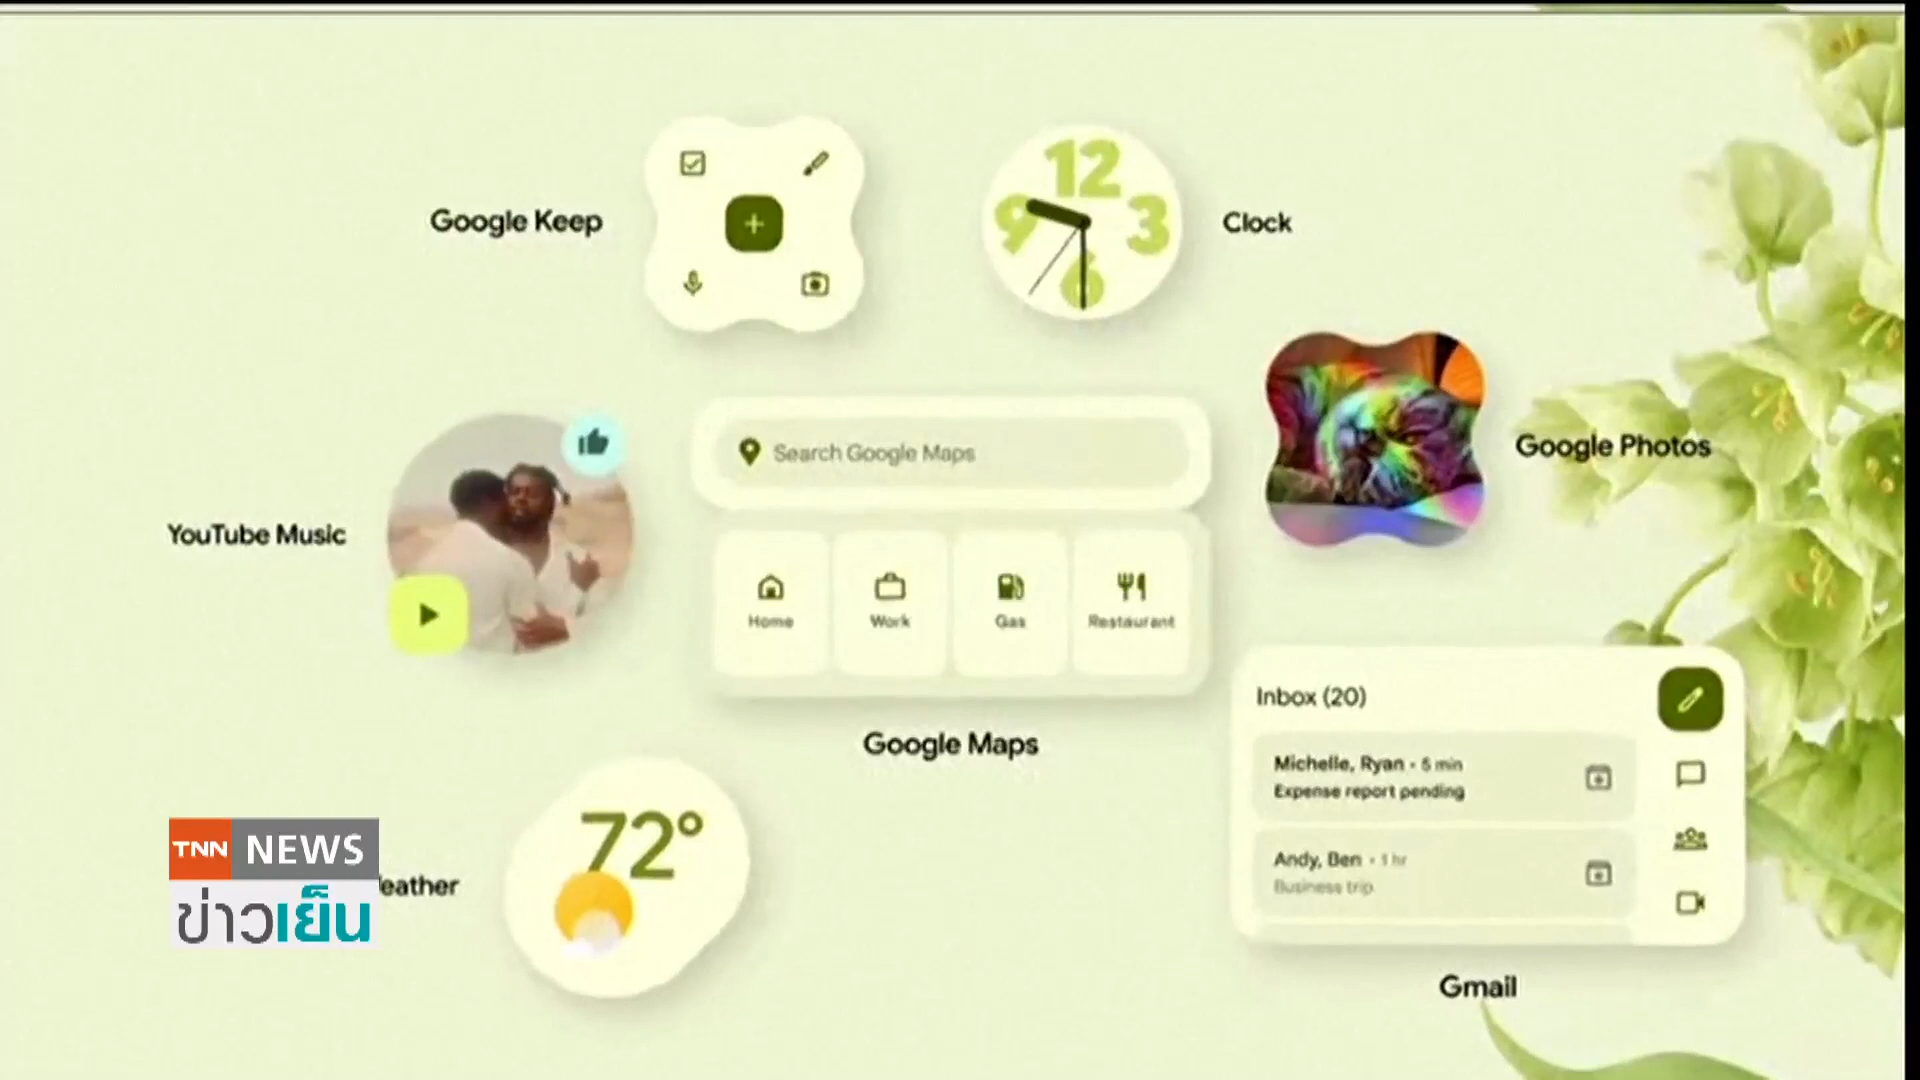 12
9
3
6
Google Keep
Clock
Search Google Maps
Google Photos
YouTube Music
Home
Work
Gas
Restaurant
Google Maps
Inbox (20)
Michelle, Ryan • 5 min
Expense report pending
Andy, Ben • 1 hr
Business trip
Gmail
72°
eather
TNN NEWS
ข่าวเย็น